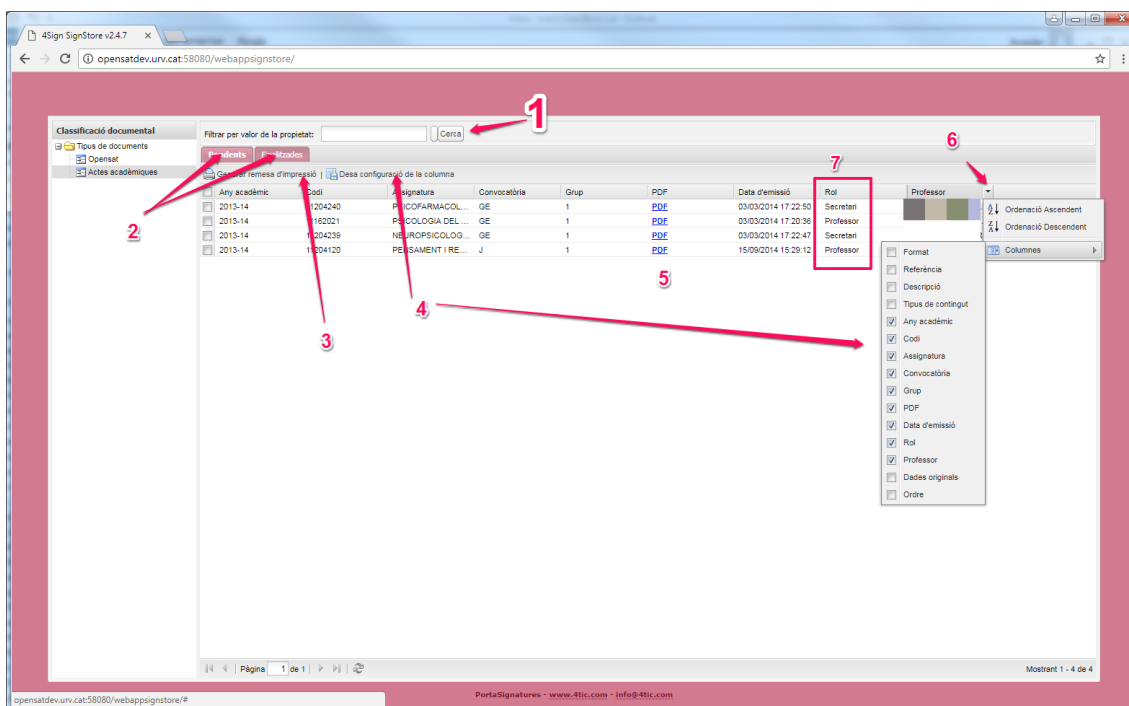 4Sign SignStore v2.4.7
opensatdev.urv.cat:58080/webappsignstore/
1
Classificació documental
Filtrar per valor de la propietat:
Cerca
6
Tipus de documents
Opensat
Actes acadèmiques
Pendents
Finalitzades
7
Generar remesa d'impressió | Desa configuració de la columna
Any acadèmic Codi Assignatura Convocatòria Grup PDF Data d'emissió Rol Professor
2013-14 11204240 PSICOFARMACOL... GE 1 PDF 03/03/2014 17:22:50 Secretari
2013-14 11162021 PSICOLOGIA DEL ... GE 1 PDF 03/03/2014 17:20:36 Professor
2013-14 11204239 NEUROPSICOLOG... GE 1 PDF 03/03/2014 17:22:47 Secretari
2013-14 11204120 PENSAMENT I RE... J 1 PDF 15/09/2014 15:29:12 Professor
Ordenació Ascendent
Ordenació Descendent
Columnes
2
5
4
3
Format
Referència
Descripció
Tipus de contingut
Any acadèmic
Codi
Assignatura
Convocatòria
Grup
PDF
Data d'emissió
Rol
Professor
Dades originals
Ordre
Pàgina 1 de 1
Mostrant 1 - 4 de 4
PortaSignatures - www.4tic.com - info@4tic.com
opensatdev.urv.cat:58080/webappsignstore/#